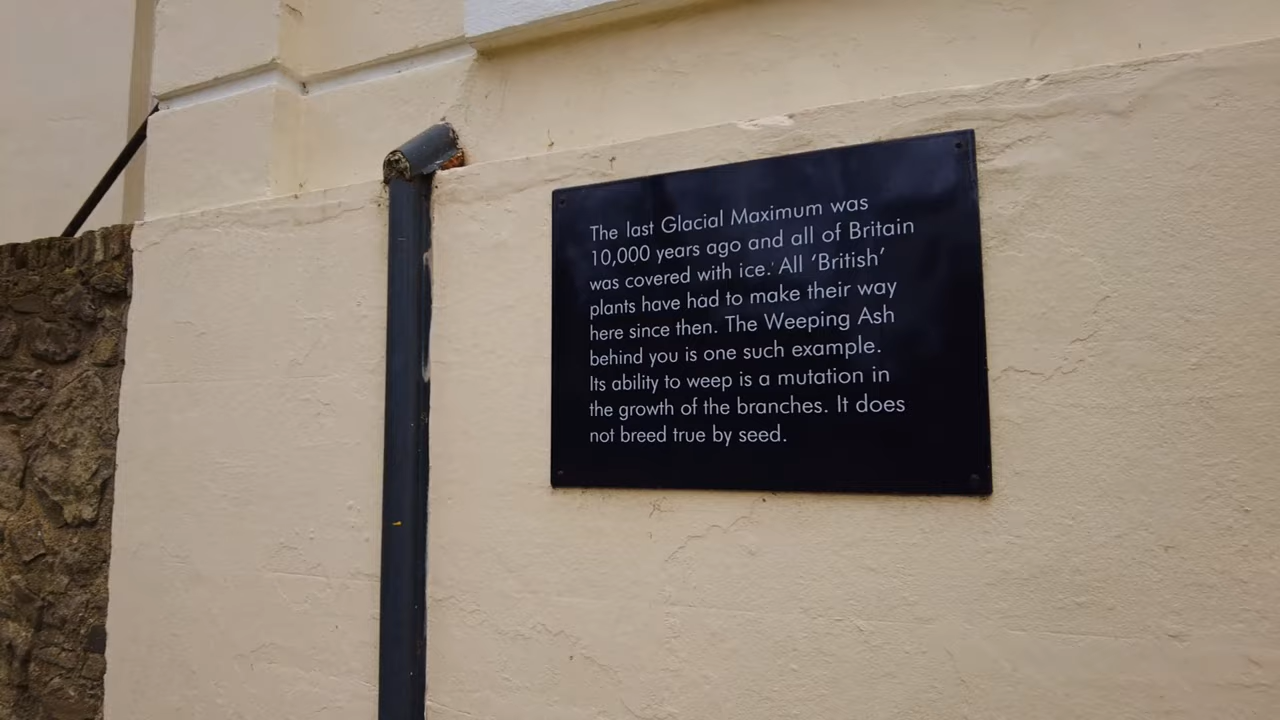 The last Glacial Maximum was
10,000 years ago and all of Britain
was covered with ice. All ‘British’
plants have had to make their way
here since then. The Weeping Ash
behind you is one such example.
Its ability to weep is a mutation in
the growth of the branches. It does
not breed true by seed.